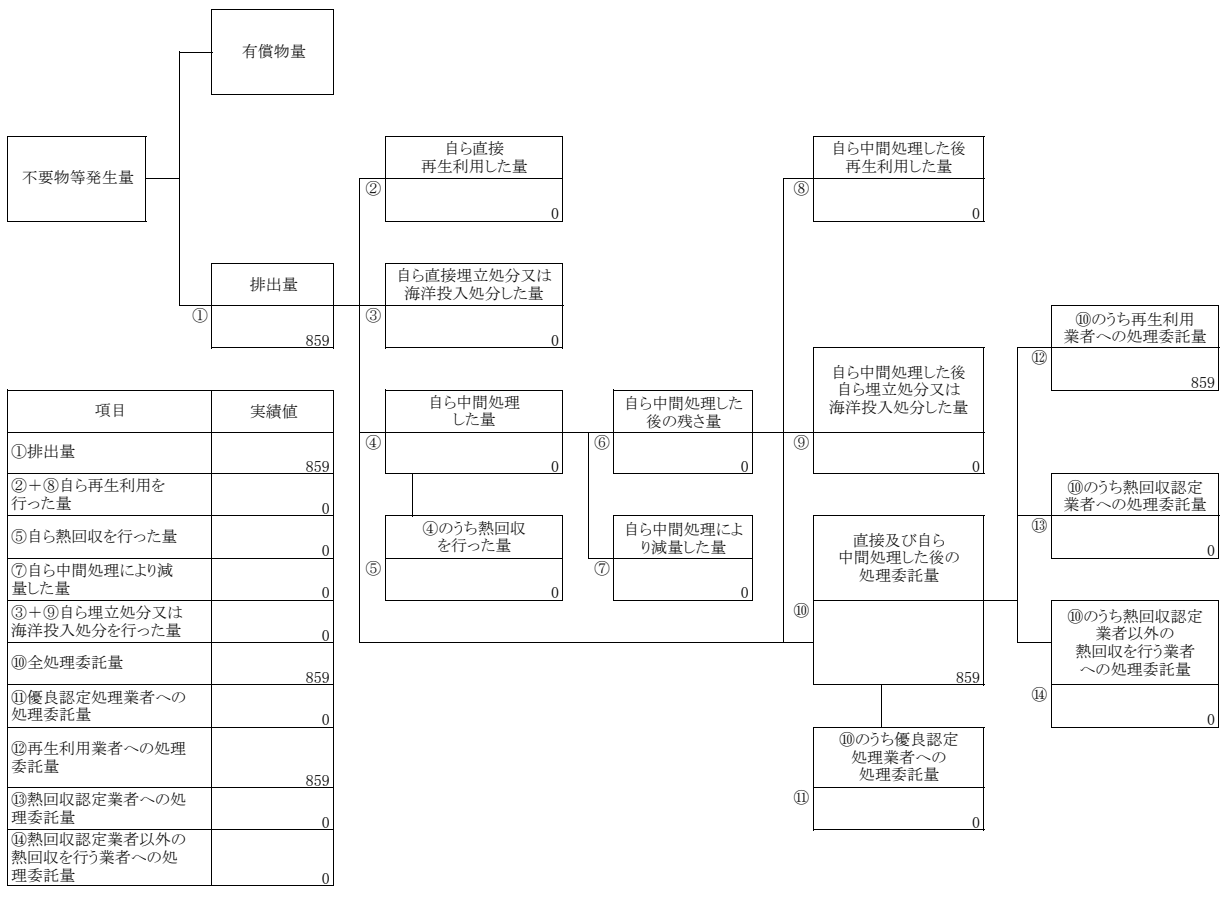 有償物量
不要物等発生量
自ら直接
再生利用した量
②
0
自ら中間処理した後
再生利用した量
⑧
0
排出量
①
859
自ら直接埋立処分又は
海洋投入処分した量
③
0
⑩のうち再生利用
業者への処理委託量
⑫
859
自ら中間処理した後
自ら埋立処分又は
海洋投入処分した量
⑨
0
自ら中間処理
した量
④
0
自ら中間処理した
後の残さ量
⑥
0
⑩のうち熱回収認定
業者への処理委託量
⑬
0
④のうち熱回収
を行った量
⑤
0
自ら中間処理によ
り減量した量
⑦
0
直接及び自ら
中間処理した後の
処理委託量
⑩
859
⑩のうち熱回収認定
業者以外の
熱回収を行う業者
への処理委託量
⑭
0
⑩のうち優良認定
処理業者への
処理委託量
⑪
0
項目 実績値
①排出量
859
②＋⑧自ら再生利用を
行った量 0
⑤自ら熱回収を行った量
0
⑦自ら中間処理により減
量した量 0
③＋⑨自ら埋立処分又は
海洋投入処分を行った量 0
⑩全処理委託量
859
⑪優良認定処理業者への
処理委託量 0
⑫再生利用業者への処理
委託量 859
⑬熱回収認定業者への処
理委託量 0
⑭熱回収認定業者以外の
熱回収を行う業者への処
理委託量 0